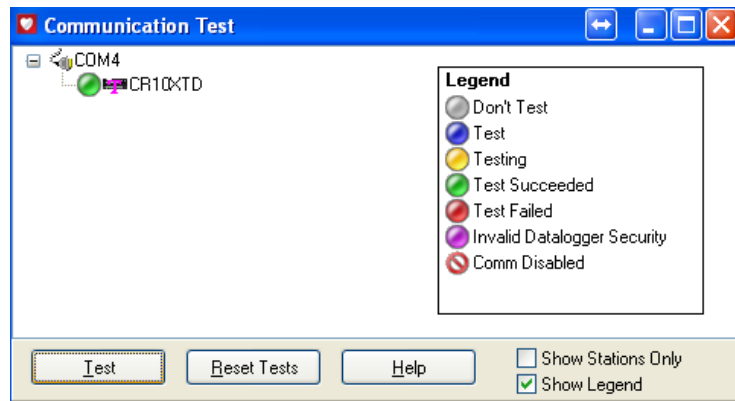 Communication Test
COM4
CR10XTD
Legend
Don't Test
Test
Testing
Test Succeeded
Test Failed
Invalid Datalogger Security
Comm Disabled
Test
Reset Tests
Help
Show Stations Only
Show Legend